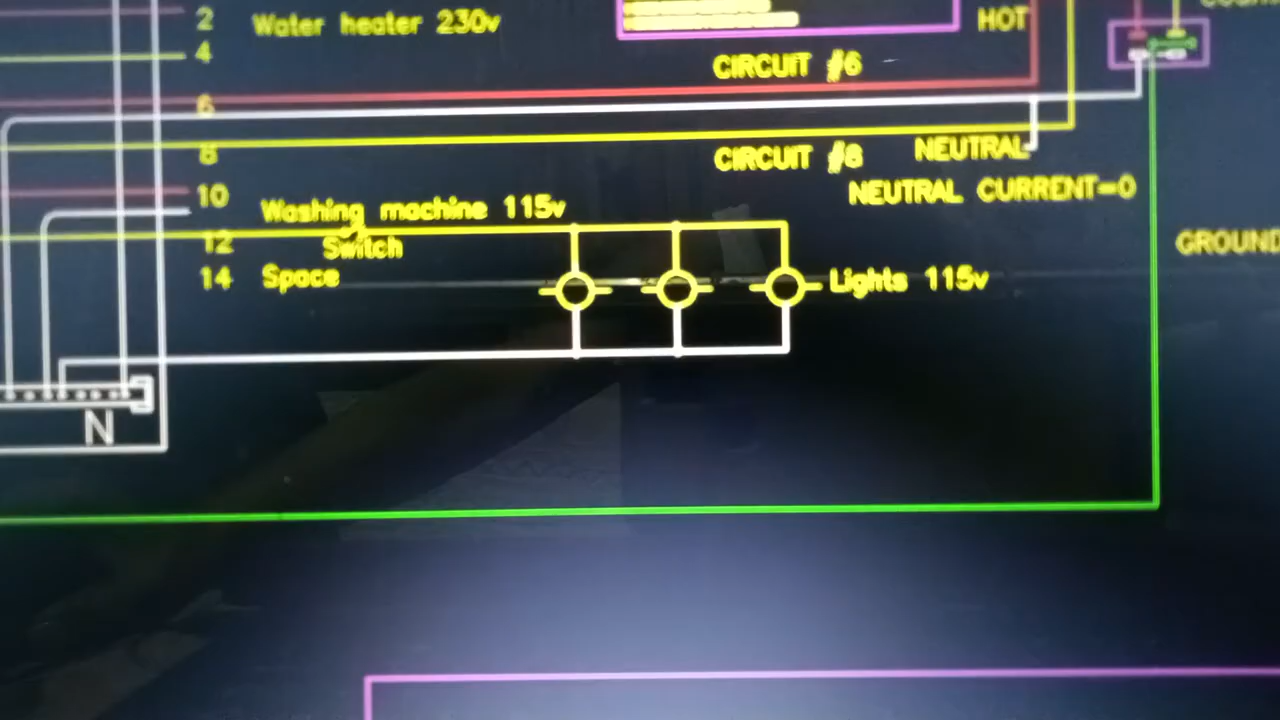 2 Water heater 230v
HOT
4
CIRCUIT #6
6
8
CIRCUIT #8 NEUTRAL
NEUTRAL CURRENT=0
10
Washing machine 115v
12 Switch
GROUND
14 Space
Lights 115v
N